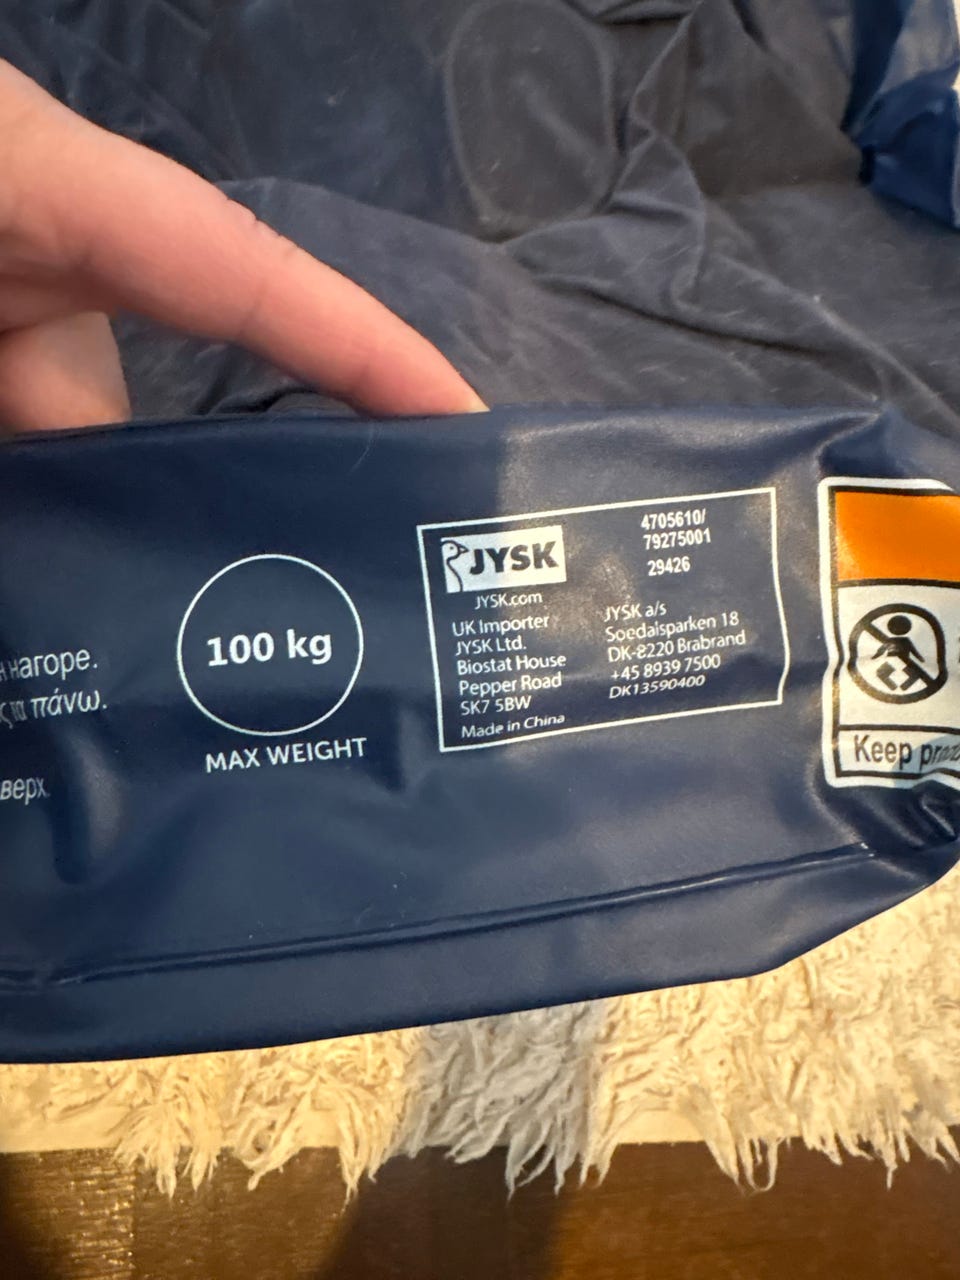 нагоре.
πάνω.
верх.
100 kg
MAX WEIGHT
JYSK
JYSK.com
UK Importer
JYSK Ltd.
Biostat House
Pepper Road
SK7 5BW
Made in China
4705610/
79275001
29426
JYSK a/s
Soedalsparken 18
DK-8220 Brabrand
+45 8939 7500
DK13590400
Keep